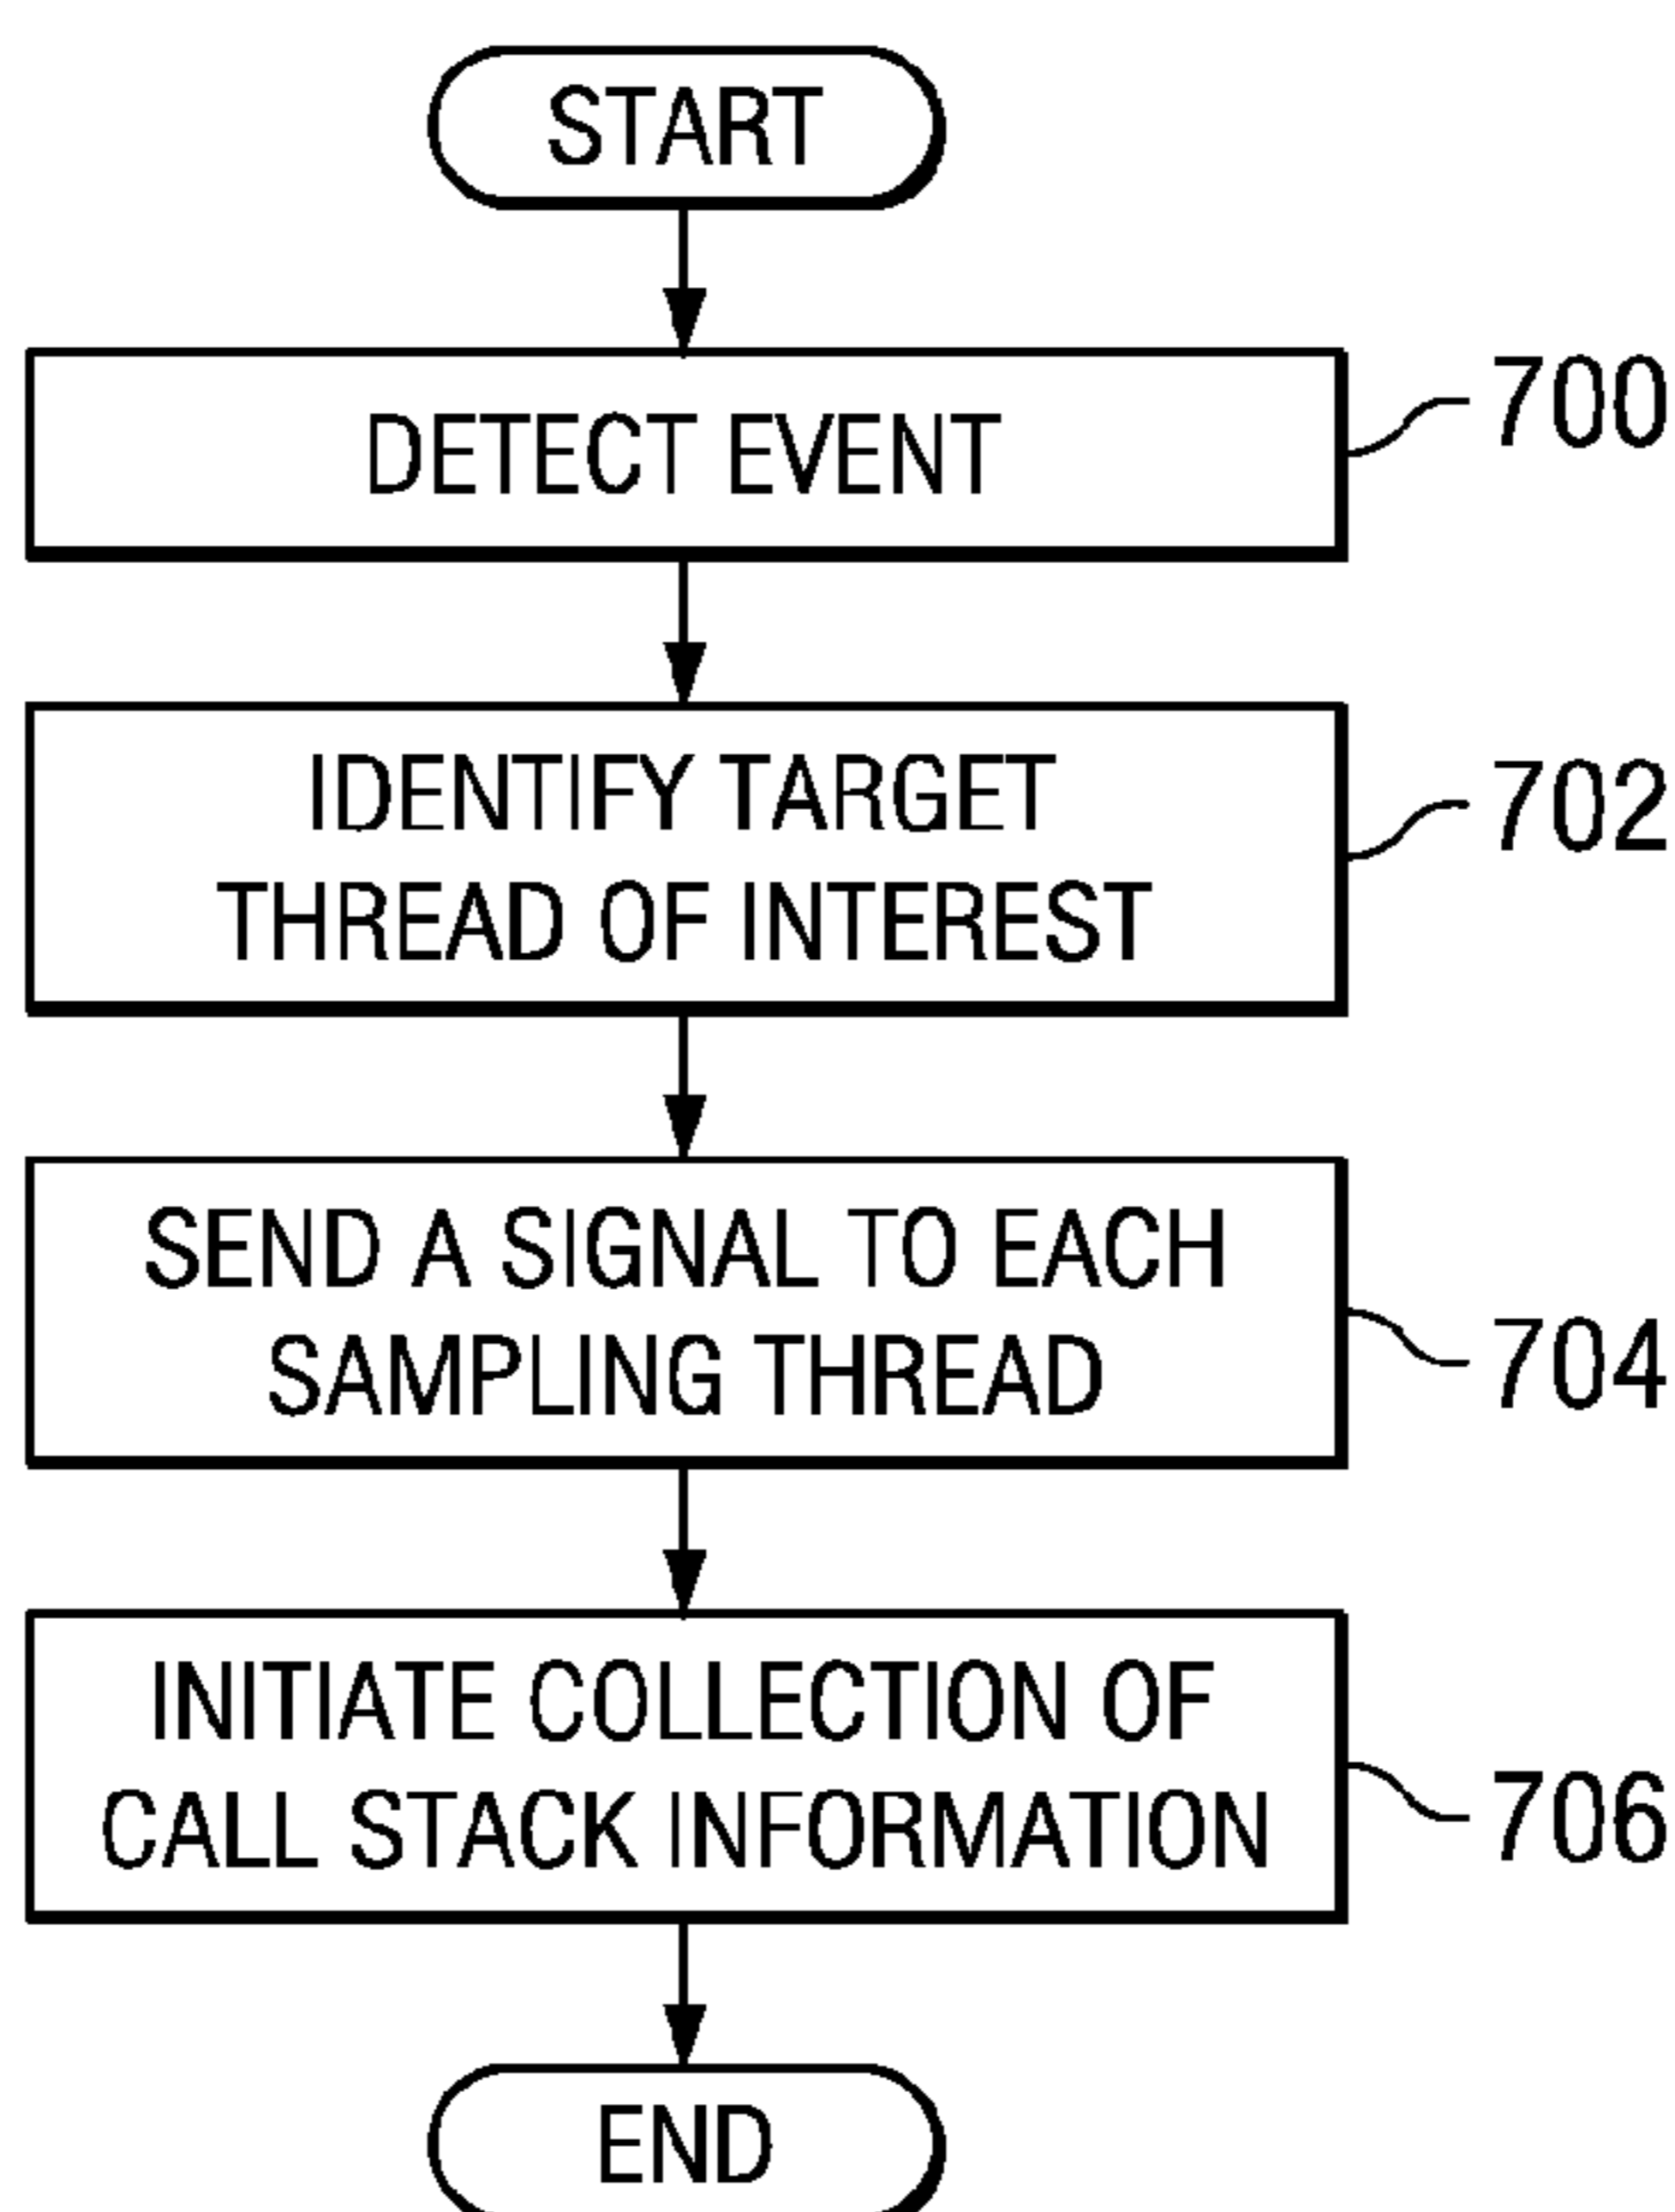 START
DETECT EVENT
700
IDENTIFY TARGET
THREAD OF INTEREST
702
SEND A SIGNAL TO EACH
SAMPLING THREAD
704
INITIATE COLLECTION OF
CALL STACK INFORMATION
706
END